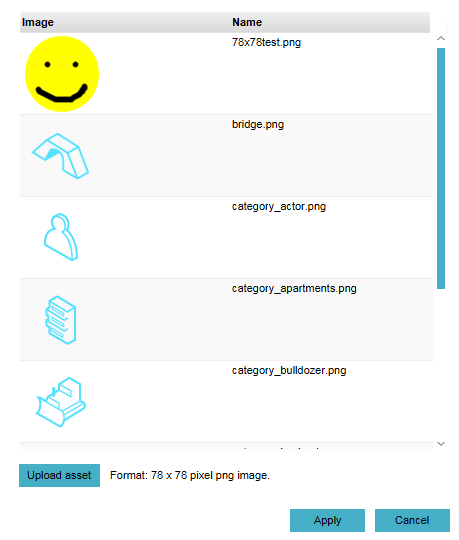 Image Name
78x78test.png
bridge.png
category_actor.png
category_apartments.png
category_bulldozer.png
Upload asset Format: 78 x 78 pixel png image.
Apply Cancel